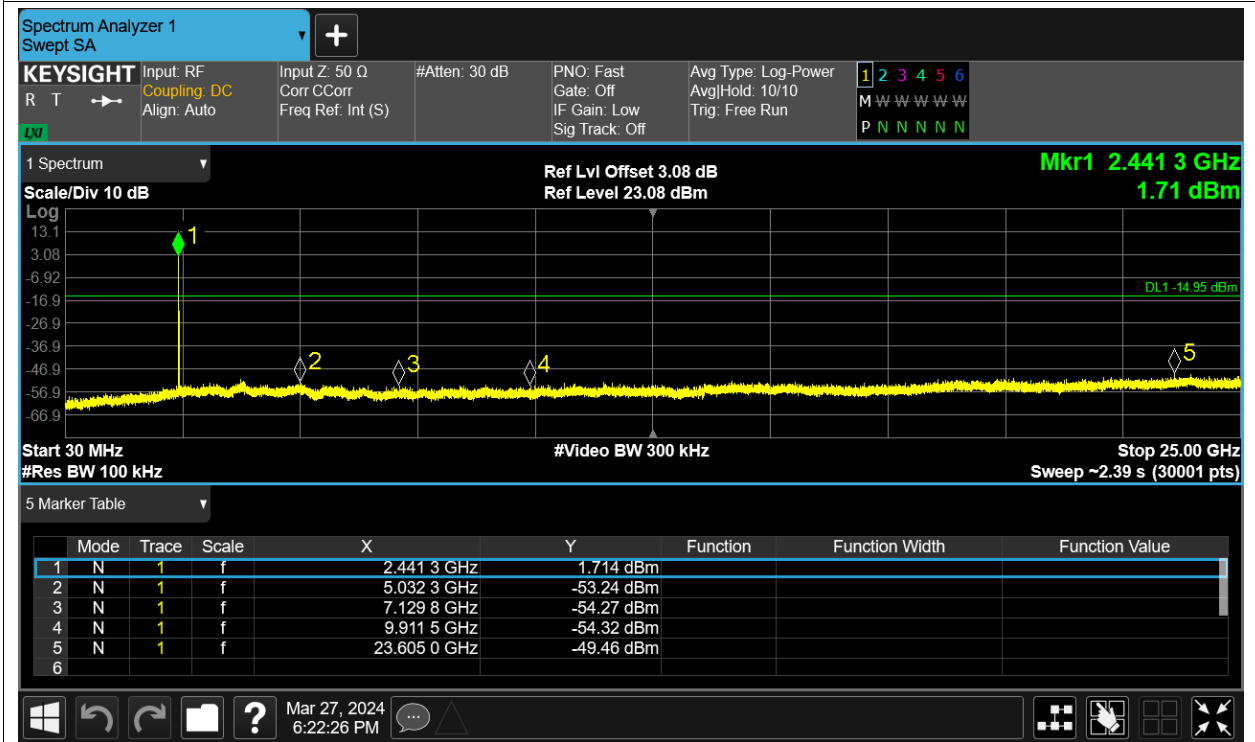 Spectrum Analyzer 1
Swept SA
KEYSIGHT
R T
LXI
Input: RF
Coupling: DC
Align: Auto
Input Z: 50 Ω
Corr CCorr
Freq Ref: Int (S)
#Atten: 30 dB
PNO: Fast
Gate: Off
IF Gain: Low
Sig Track: Off
Avg Type: Log-Power
Avg|Hold: 10/10
Trig: Free Run
1 2 3 4 5 6
M W W W W W
P N N N N N
1 Spectrum
Scale/Div 10 dB
Ref Lvl Offset 3.08 dB
Ref Level 23.08 dBm
Mkr1 2.441 3 GHz
1.71 dBm
Log
13.1
3.08
-6.92
-16.9
-26.9
-36.9
-46.9
-56.9
-66.9
1
2
3
4
5
DL1 -14.95 dBm
Start 30 MHz
#Video BW 300 kHz
Stop 25.00 GHz
#Res BW 100 kHz
Sweep ~2.39 s (30001 pts)
5 Marker Table
Mode Trace Scale X Y Function Function Width Function Value
1 N 1 f 2.441 3 GHz 1.714 dBm
2 N 1 f 5.032 3 GHz -53.24 dBm
3 N 1 f 7.129 8 GHz -54.27 dBm
4 N 1 f 9.911 5 GHz -54.32 dBm
5 N 1 f 23.605 0 GHz -49.46 dBm
6
?
Mar 27, 2024
6:22:26 PM